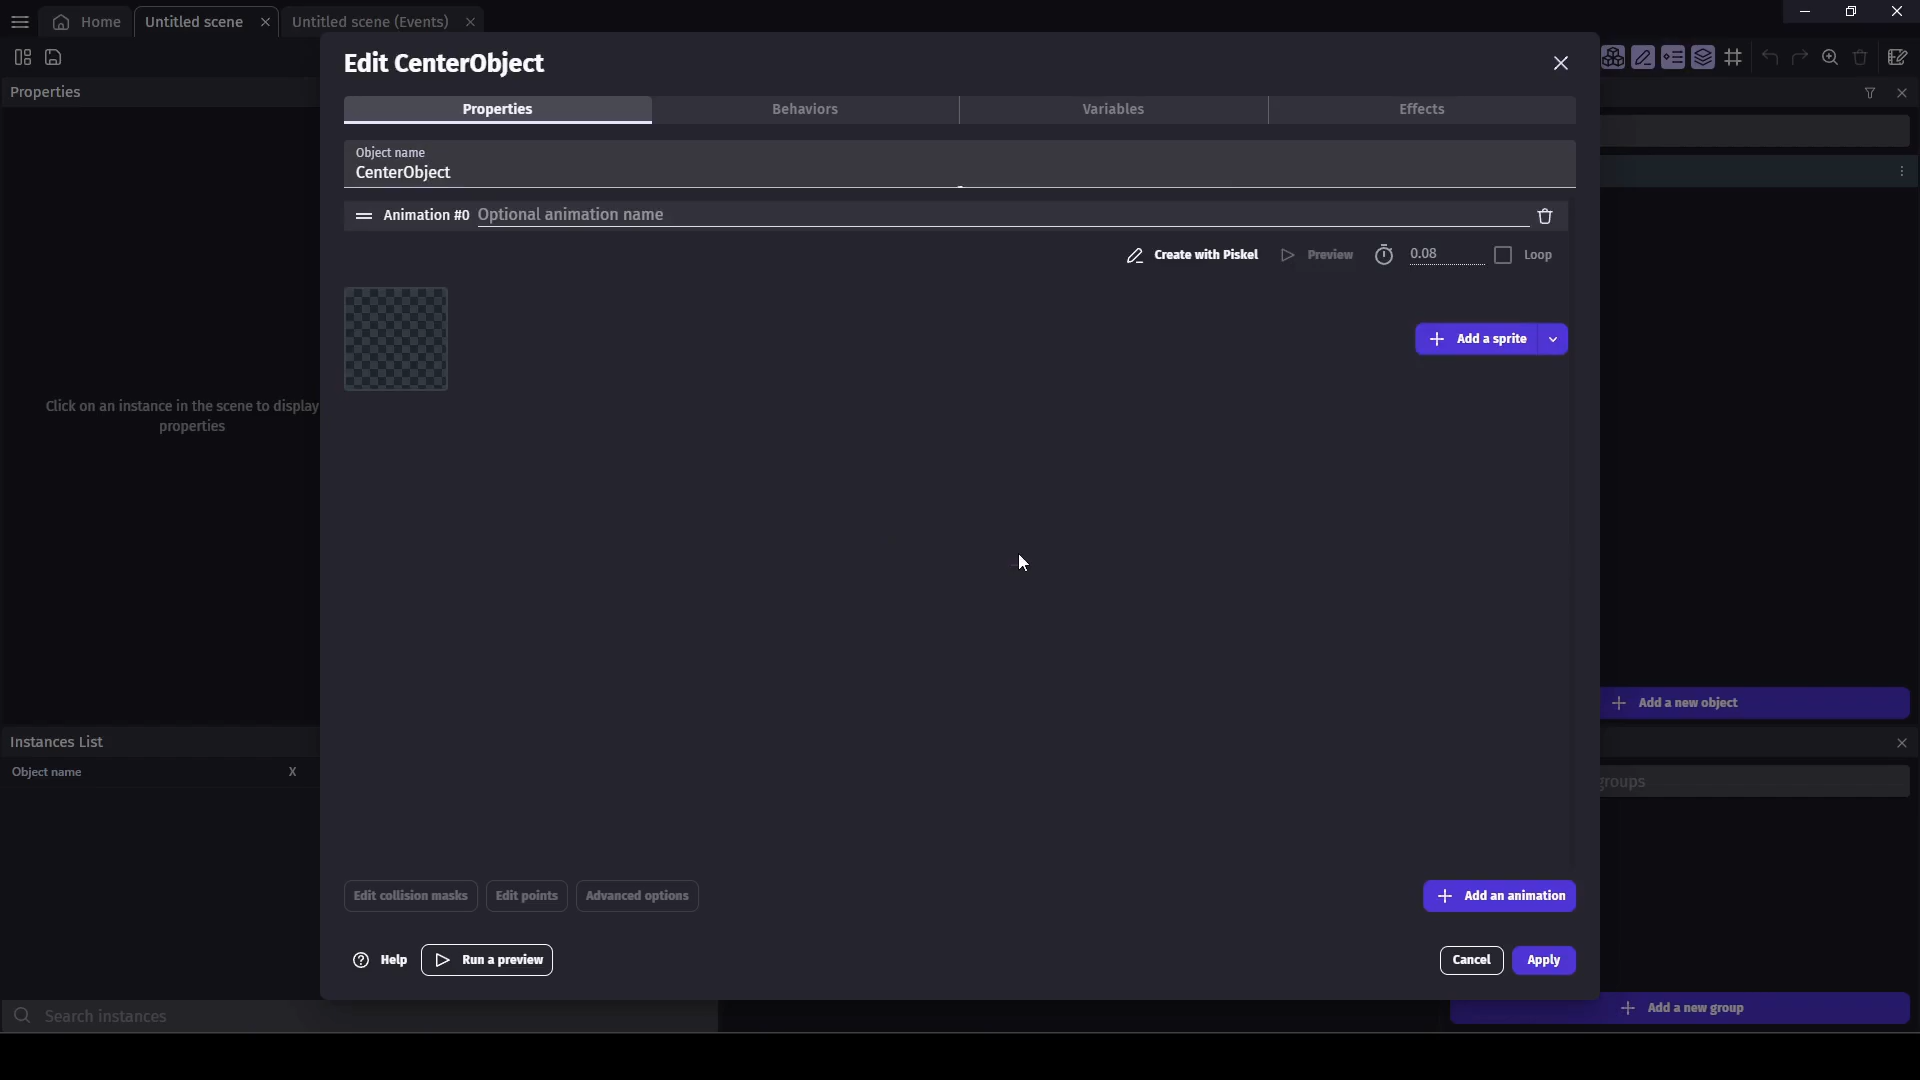 Home
Untitled scene
Untitled scene (Events)
Properties
Click on an instance in the scene to display
properties
Instances List
Object name X
Search instances
Edit CenterObject
Properties Behaviors Variables Effects
Object name
CenterObject
Animation #0 Optional animation name
Create with Piskel Preview 0.08 Loop
Add a sprite
Edit collision masks Edit points Advanced options
Add an animation
Help Run a preview
Cancel Apply
Add a new object
groups
Add a new group